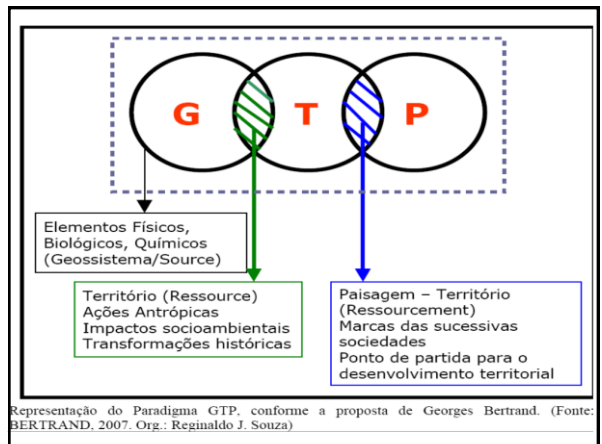 G T P
Elementos Físicos,
Biológicos, Químicos
(Geossistema/Source)
Território (Ressource)
Ações Antrópicas
Impactos socioambientais
Transformações históricas
Paisagem – Território
(Ressourcement)
Marcas das sucessivas
sociedades
Ponto de partida para o
desenvolvimento territorial
Representação do Paradigma GTP, conforme a proposta de Georges Bertrand. (Fonte:
BERTRAND, 2007. Org.: Reginaldo J. Souza)